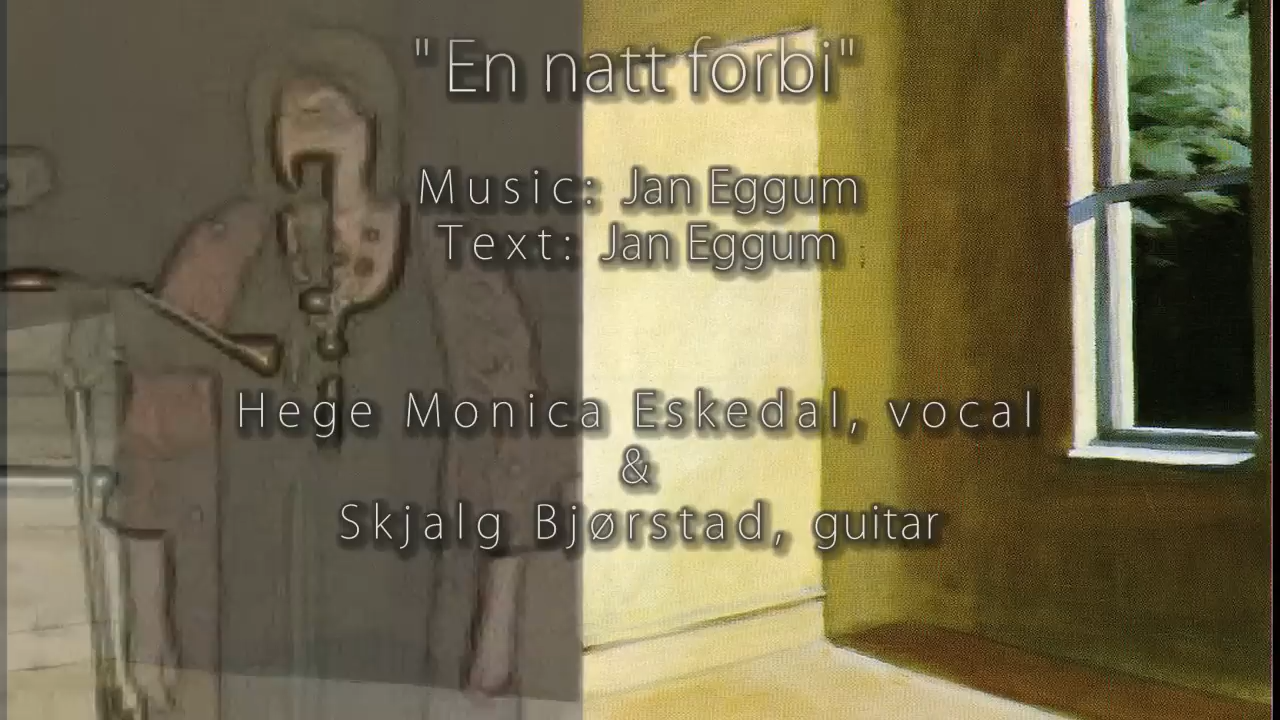 "En natt forbi"
Music: Jan Eggum
Text: Jan Eggum
Hege Monica Eskedal, vocal
&
Skjalg Bjørstad, guitar